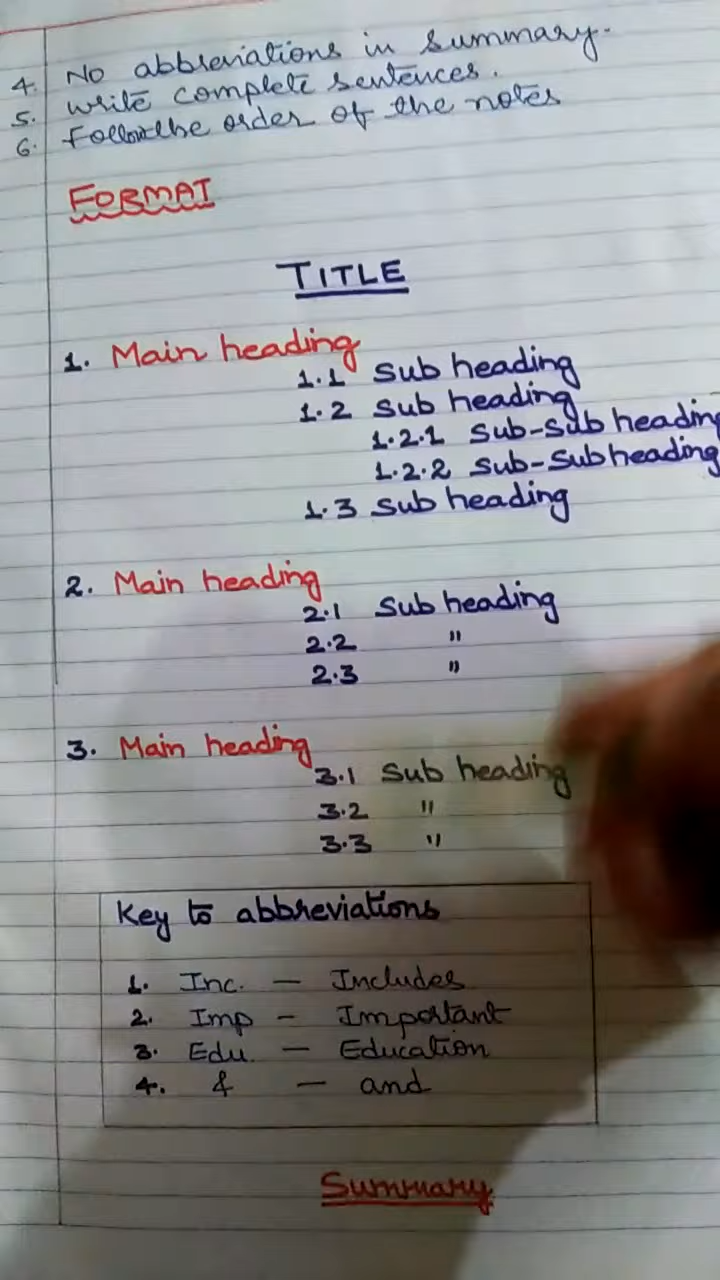 4. No abbreviations in summary.
5. write complete sentences.
6. Follow the order of the notes
FORMAT
TITLE
1. Main heading
1.1 Sub heading
1.2 Sub heading
1.2.1 Sub-sub heading
1.2.2 Sub-Sub heading
1.3 Sub heading
2. Main heading
2.1 Sub heading
2.2 "
2.3 "
3. Main heading
3.1 Sub heading
3.2 "
3.3 "
Key to abbreviations
1. Inc. — Includes
2. Imp - Important
3. Edu. — Education
4. & — and
Summary